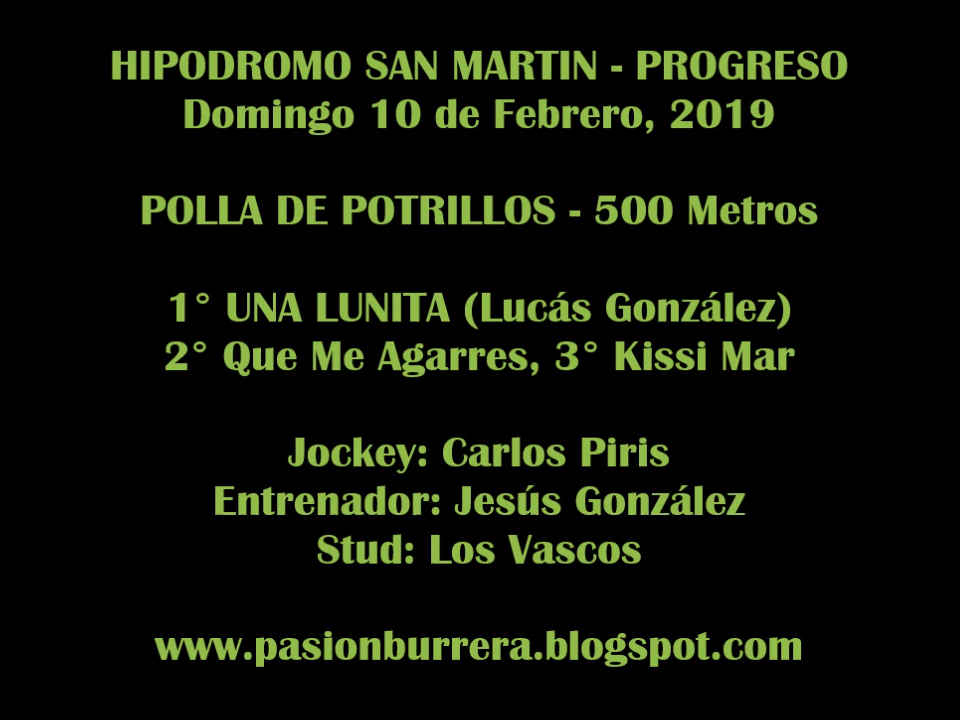 HIPODROMO SAN MARTIN - PROGRESO
Domingo 10 de Febrero, 2019
POLLA DE POTRILLOS - 500 Metros
1° UNA LUNITA (Lucás González)
2° Que Me Agarres, 3° Kissi Mar
Jockey: Carlos Piris
Entrenador: Jesús González
Stud: Los Vascos
www.pasionburrera.blogspot.com